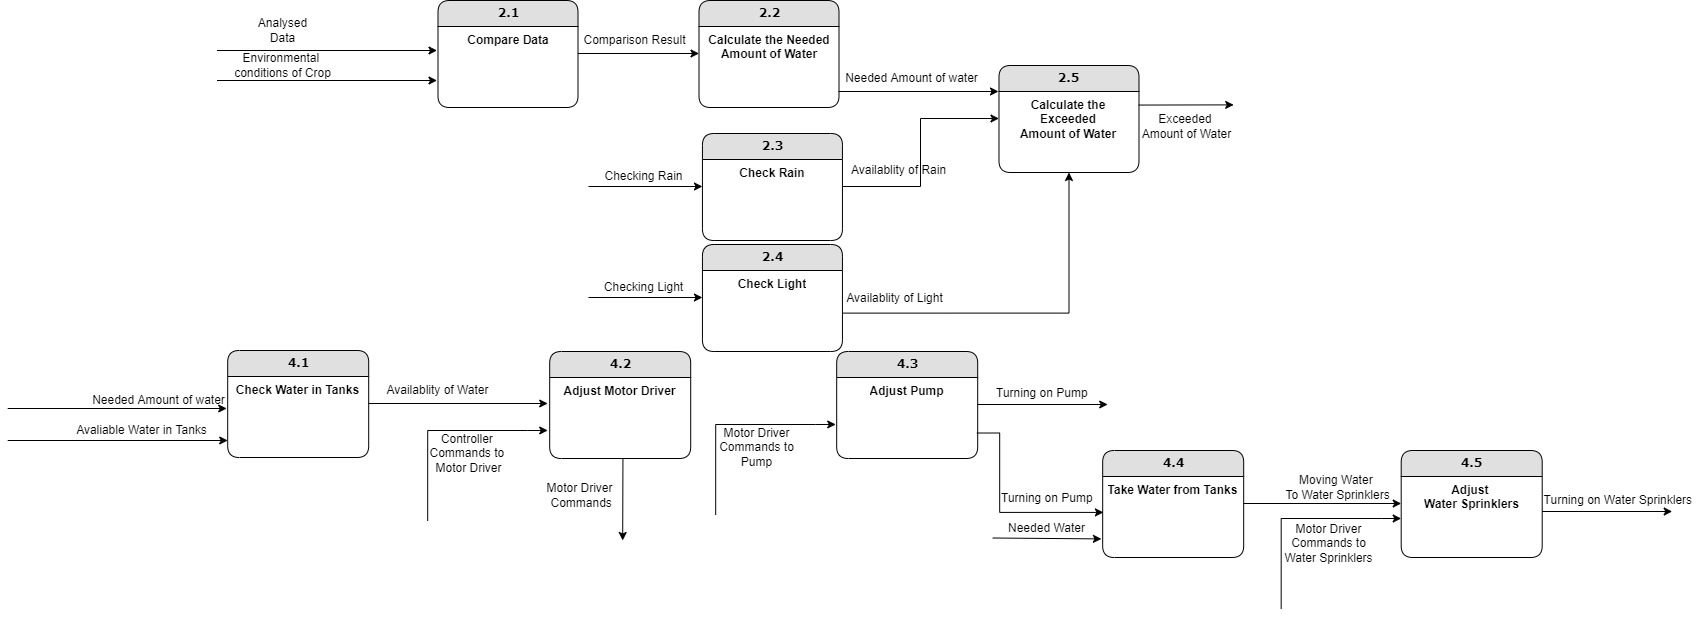 2.1
Compare Data
Analysed
Data
Environmental
conditions of Crop
Comparison Result
2.2
Calculate the Needed
Amount of Water
Needed Amount of water
2.5
Calculate the
Exceeded
Amount of Water
Exceeded
Amount of Water
2.3
Check Rain
Checking Rain
Availablity of Rain
2.4
Check Light
Checking Light
Availablity of Light
4.1
Check Water in Tanks
Needed Amount of water
Avaliable Water in Tanks
Availablity of Water
4.2
Adjust Motor Driver
Controller
Commands to
Motor Driver
Motor Driver
Commands
4.3
Adjust Pump
Motor Driver
Commands to
Pump
Turning on Pump
Turning on Pump
Needed Water
4.4
Take Water from Tanks
Moving Water
To Water Sprinklers
4.5
Adjust
Water Sprinklers
Motor Driver
Commands to
Water Sprinklers
Turning on Water Sprinklers